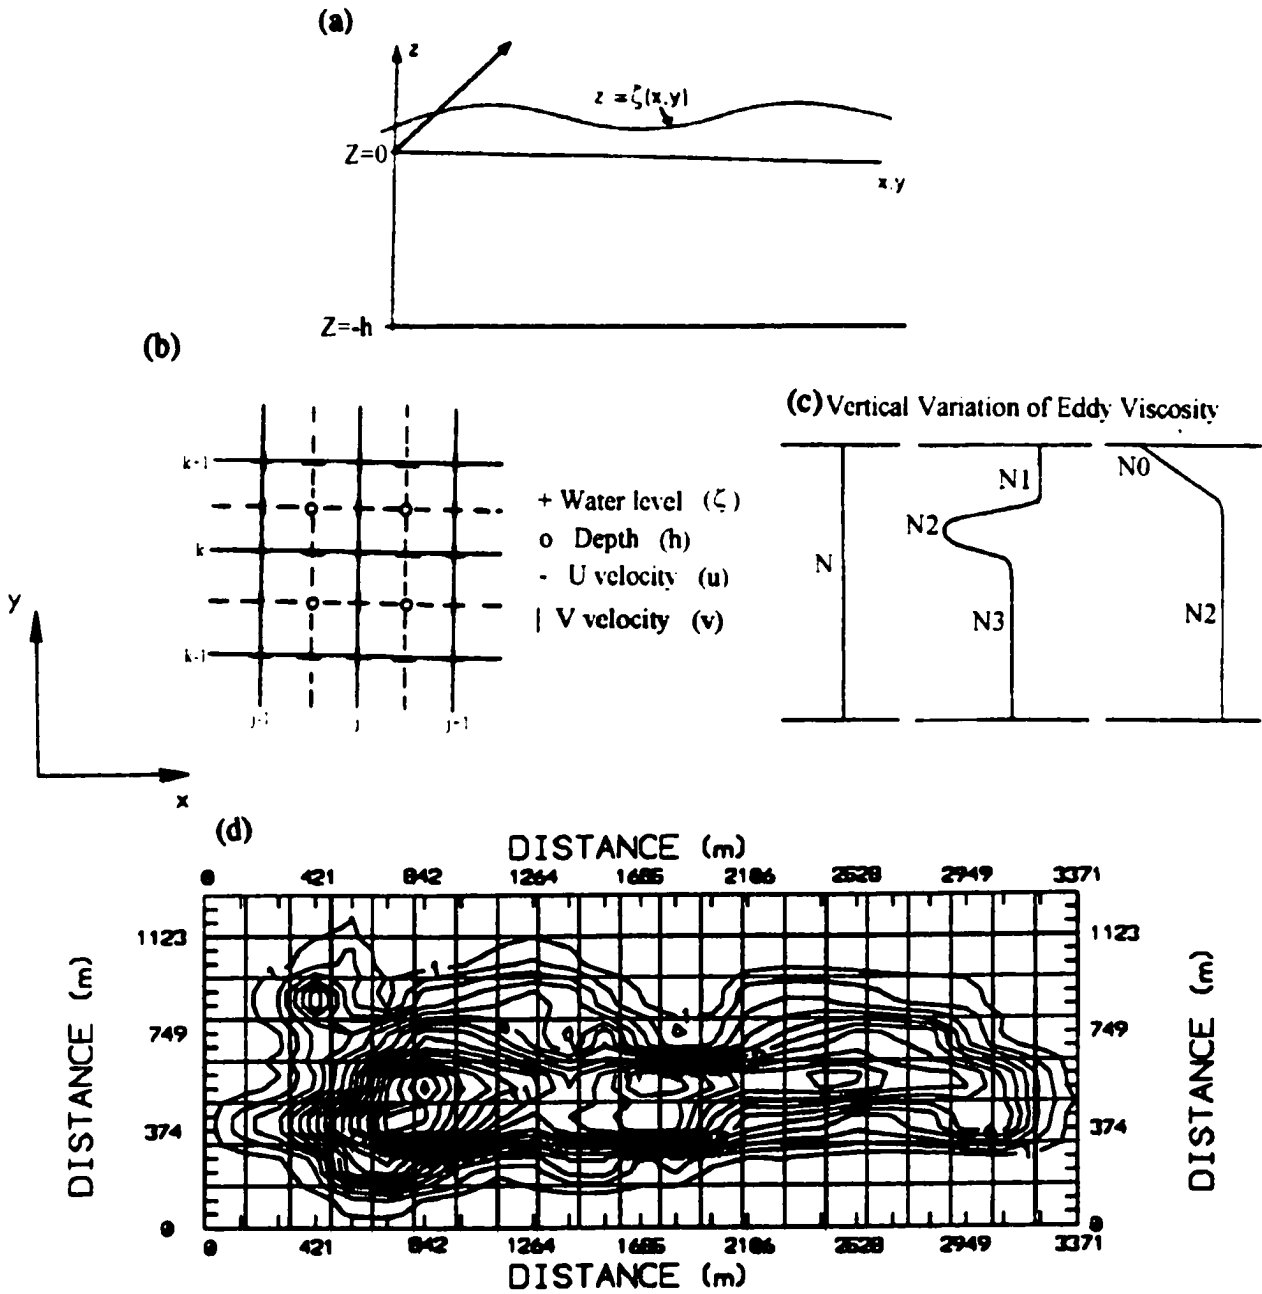 (a)
z
z = ζ(x,y)
Z=0
x,y
Z=-h
(b)
(c) Vertical Variation of Eddy Viscosity
k+1
k
k-1
j-1
j
j+1
+ Water level (ζ)
o Depth (h)
- U velocity (u)
| V velocity (v)
N
N1
N2
N3
N0
N2
y
x
(d)
DISTANCE (m)
0 421 842 1264 1685 2106 2528 2949 3371
1123
749
374
0
DISTANCE (m)
1123
749
374
0
DISTANCE (m)
0 421 842 1264 1685 2106 2528 2949 3371
DISTANCE (m)